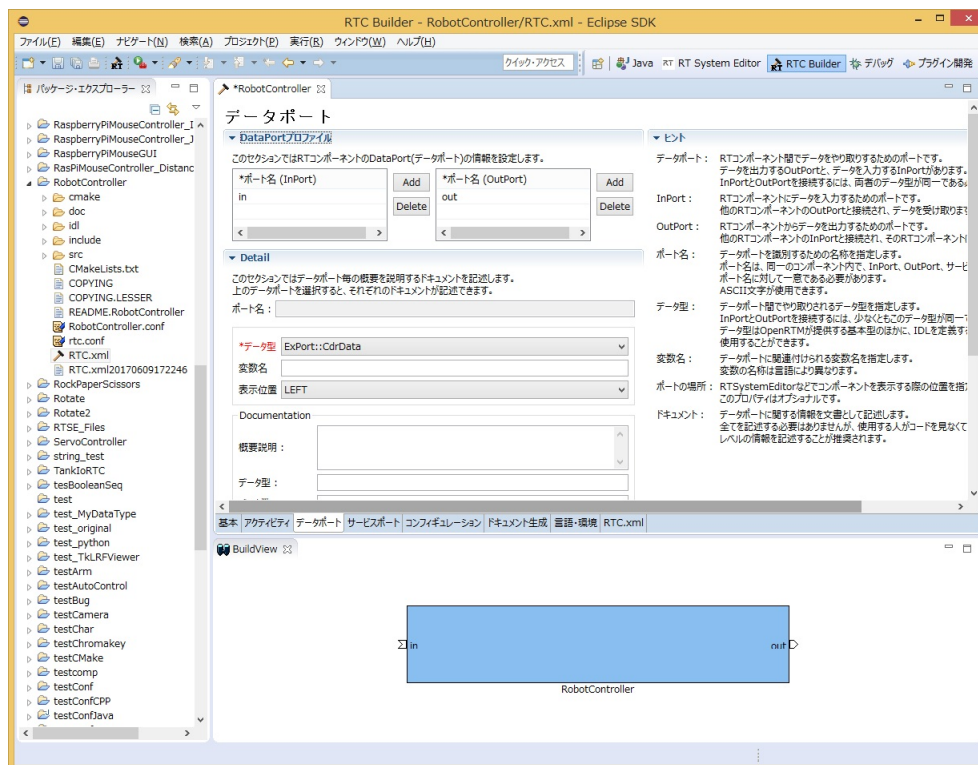 RTC Builder - RobotController/RTC.xml - Eclipse SDK
ファイル(F) 編集(E) ナビゲート(N) 検索(A) プロジェクト(P) 実行(R) ウィンドウ(W) ヘルプ(H)
クイック・アクセス Java RT System Editor RTC Builder デバッグ プラグイン開発
パッケージ・エクスプローラー
RaspberryPiMouseController_I
RaspberryPiMouseController_J
RaspberryPiMouseGUI
RasPiMouseController_Distanc
RobotController
cmake
doc
idl
include
src
CMakeLists.txt
COPYING
COPYING.LESSER
README.RobotController
RobotController.conf
rtc.conf
RTC.xml
RTC.xml20170609172246
RockPaperScissors
Rotate
Rotate2
RTSE_Files
ServoController
string_test
TankIoRTC
tesBooleanSeq
test
test_MyDataType
test_original
test_python
test_TkLRFViewer
testArm
testAutoControl
testBug
testCamera
testChar
testChromakey
testCMake
testcomp
testConf
testConfCPP
testConfJava
*RobotController
データポート
DataPortプロファイル
このセクションではRTコンポーネントのDataPort(データポート)の情報を設定します。
*ポート名 (InPort)
in
Add
Delete
*ポート名 (OutPort)
out
Add
Delete
Detail
このセクションではデータポート毎の概要を説明するドキュメントを記述します。
上のデータポートを選択すると、それぞれのドキュメントが記述できます。
ポート名：
*データ型 ExPort::CdrData
変数名
表示位置 LEFT
Documentation
概要説明：
データ型：
ヒント
データポート： RTコンポーネント間でデータをやり取りするためのポートです。
データを出力するOutPortと、データを入力するInPortがあります。
InPortとOutPortを接続するには、両者のデータ型が同一である
InPort： RTコンポーネントにデータを入力するためのポートです。
他のRTコンポーネントのOutPortと接続され、データを受け取ります
OutPort： RTコンポーネントからデータを出力するためのポートです。
他のRTコンポーネントのInPortと接続され、そのRTコンポーネント
ポート名： データポートを識別するための名称を指定します。
ポート名は、同一のコンポーネント内で、InPort、OutPort、サービ
ポート名に対して一意である必要があります。
ASCII文字が使用できます。
データ型： データポート間でやり取りされるデータ型を指定します。
InPortとOutPortを接続するには、少なくともこのデータ型が同一
データ型はOpenRTMが提供する基本型のほかに、IDLを定義す
使用することができます。
変数名： データポートに関連付けられる変数名を指定します。
変数の名称は言語により異なります。
ポートの場所： RTSystemEditorなどでコンポーネントを表示する際の位置を指
このプロパティはオプショナルです。
ドキュメント： データポートに関する情報を文書として記述します。
全てを記述する必要はありませんが、使用する人がコードを見なくて
レベルの情報を記述することが推奨されます。
基本 アクティビティ データポート サービスポート コンフィギュレーション ドキュメント生成 言語・環境 RTC.xml
BuildView
in
out
RobotController